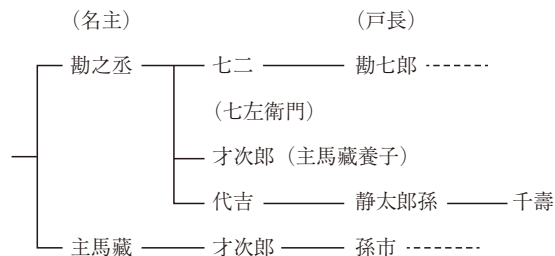 （名主） （戸長）
勘之丞 七二 勘七郎
（七左衛門）
才次郎（主馬藏養子）
代吉 静太郎孫 千壽
主馬藏 才次郎 孫市